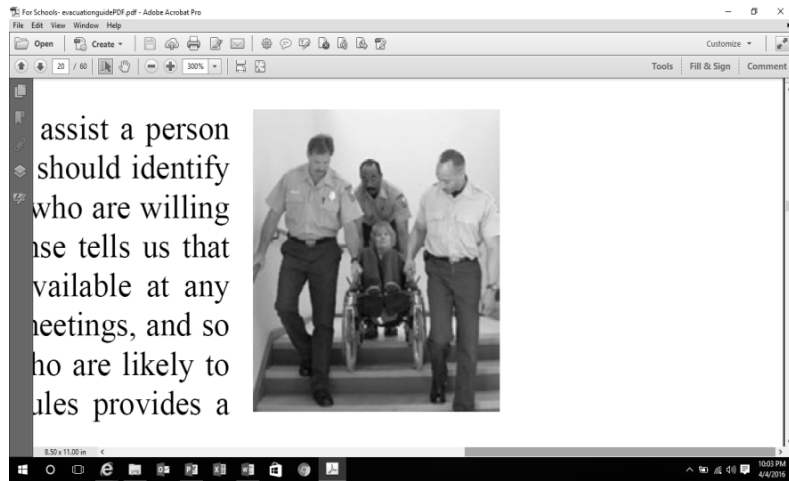 For Schools- evacuationguidePDF.pdf - Adobe Acrobat Pro
File Edit View Window Help
Open Create Customize
20 / 60 300% Tools Fill & Sign Comment
assist a person
should identify
who are willing
nse tells us that
vailable at any
neetings, and so
ho are likely to
ules provides a
8.50 x 11.00 in
10:03 PM
4/4/2016